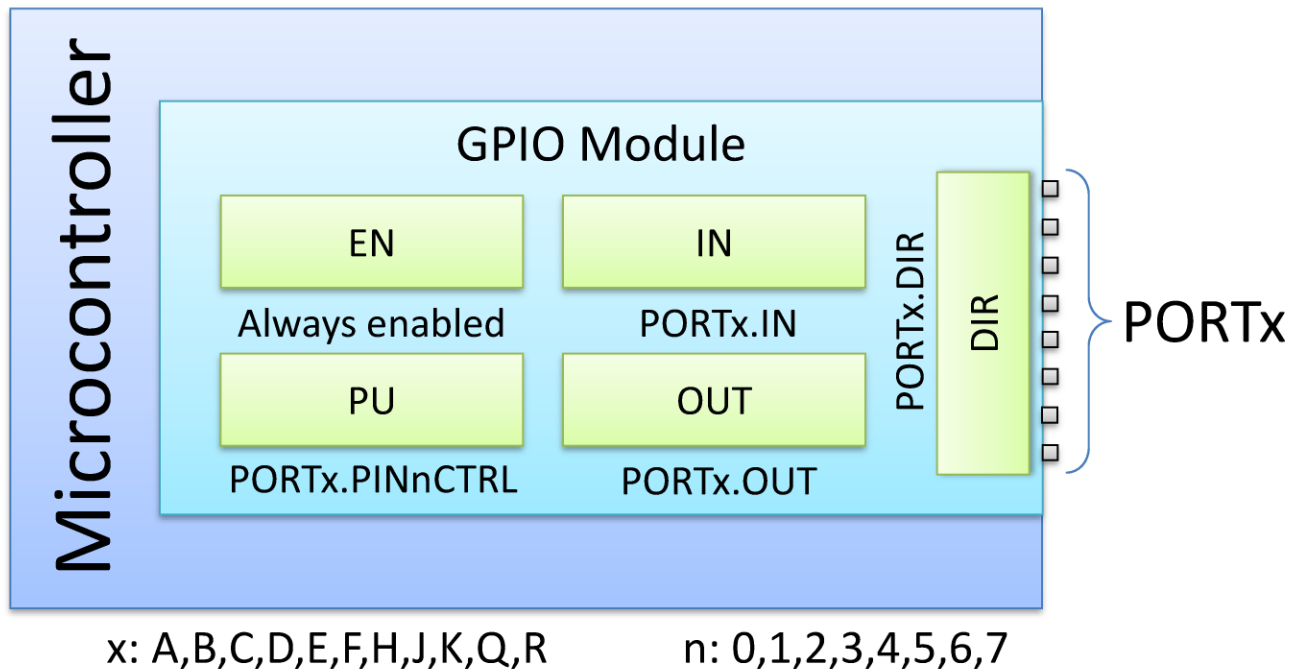 Microcontroller
GPIO Module
EN
IN
Always enabled
PORTx.IN
PU
OUT
PORTx.PINnCTRL
PORTx.OUT
PORTx.DIR
DIR
PORTx
x: A,B,C,D,E,F,H,J,K,Q,R
n: 0,1,2,3,4,5,6,7